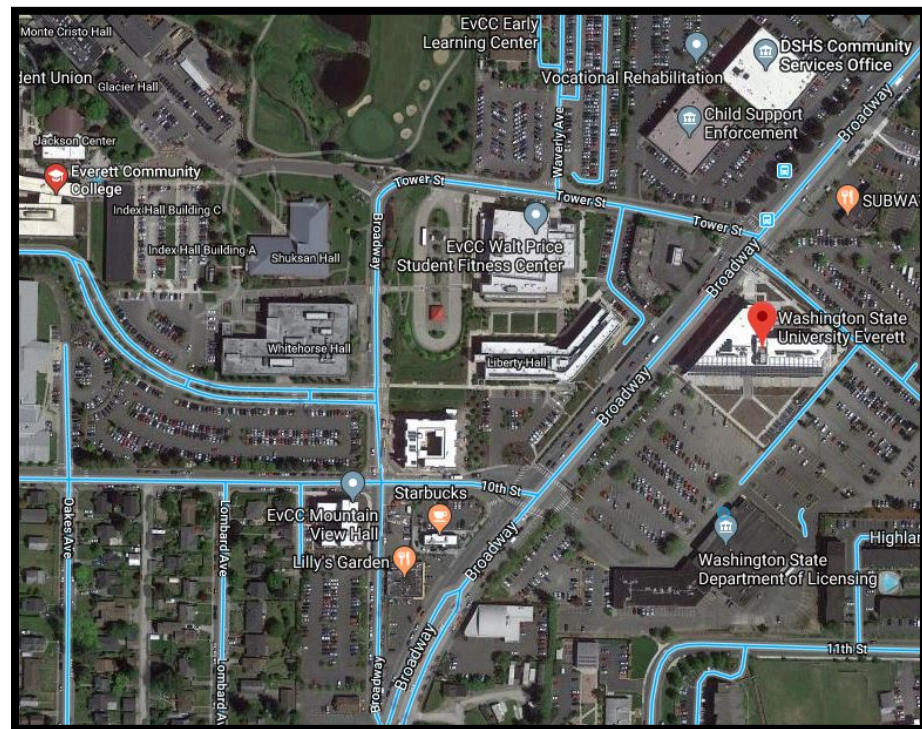 EvCC Early
Learning Center
Monte Cristo Hall
DSHS Community
Services Office
dent Union
Vocational Rehabilitation
Glacier Hall
Broadway
Child Support
Enforcement
Waverly Ave
Jackson Center
Everett Community
College
Tower St
Tower St
SUBWA
Index Hall Building C
Broadway
Tower St
EvCC Walt Price
Student Fitness Center
Index Hall Building A
Shuksan Hall
Broadway
Washington State
University Everett
Whitehorse Hall
Liberty Hall
Broadway
10th St
Starbucks
Oakes Ave
Lombard Ave
EvCC Mountain
View Hall
Broadway
Highlan
Lilly's Garden
Washington State
Department of Licensing
11th St
Lombard Av
Broadway
Broadway